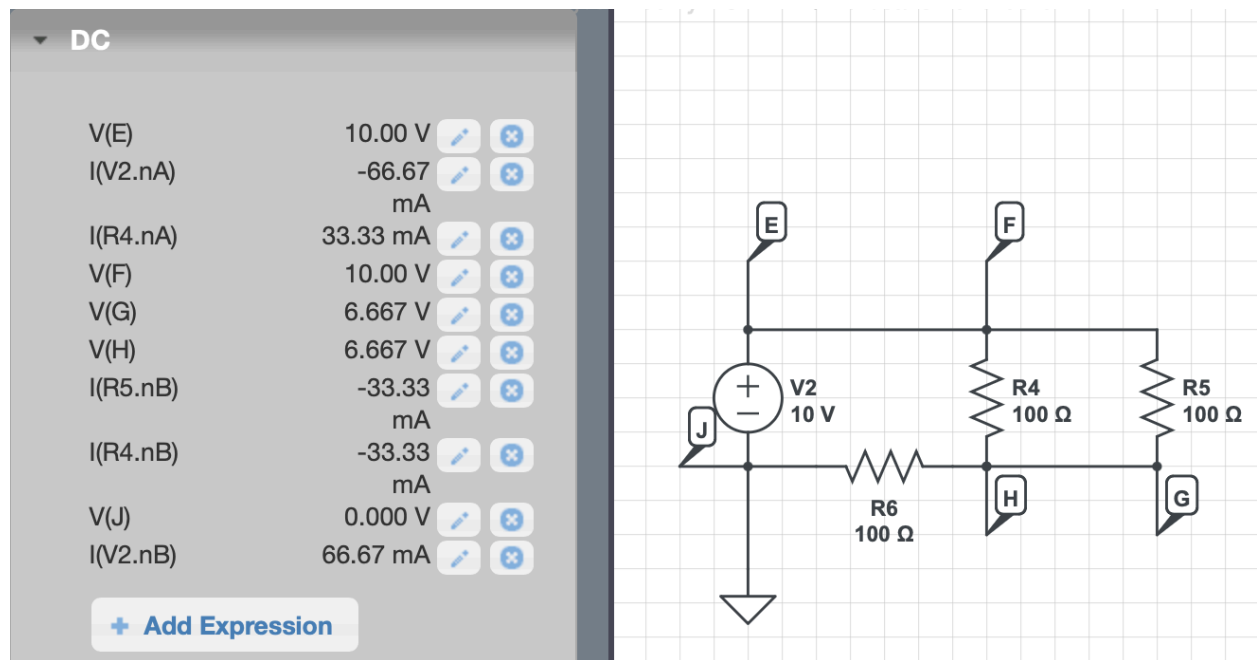 DC
V(E) 10.00 V
I(V2.nA) -66.67
mA
I(R4.nA) 33.33 mA
V(F) 10.00 V
V(G) 6.667 V
V(H) 6.667 V
I(R5.nB) -33.33
mA
I(R4.nB) -33.33
mA
V(J) 0.000 V
I(V2.nB) 66.67 mA
+ Add Expression
E
F
V2
10 V
R4
100 Ω
R5
100 Ω
J
R6
100 Ω
H
G